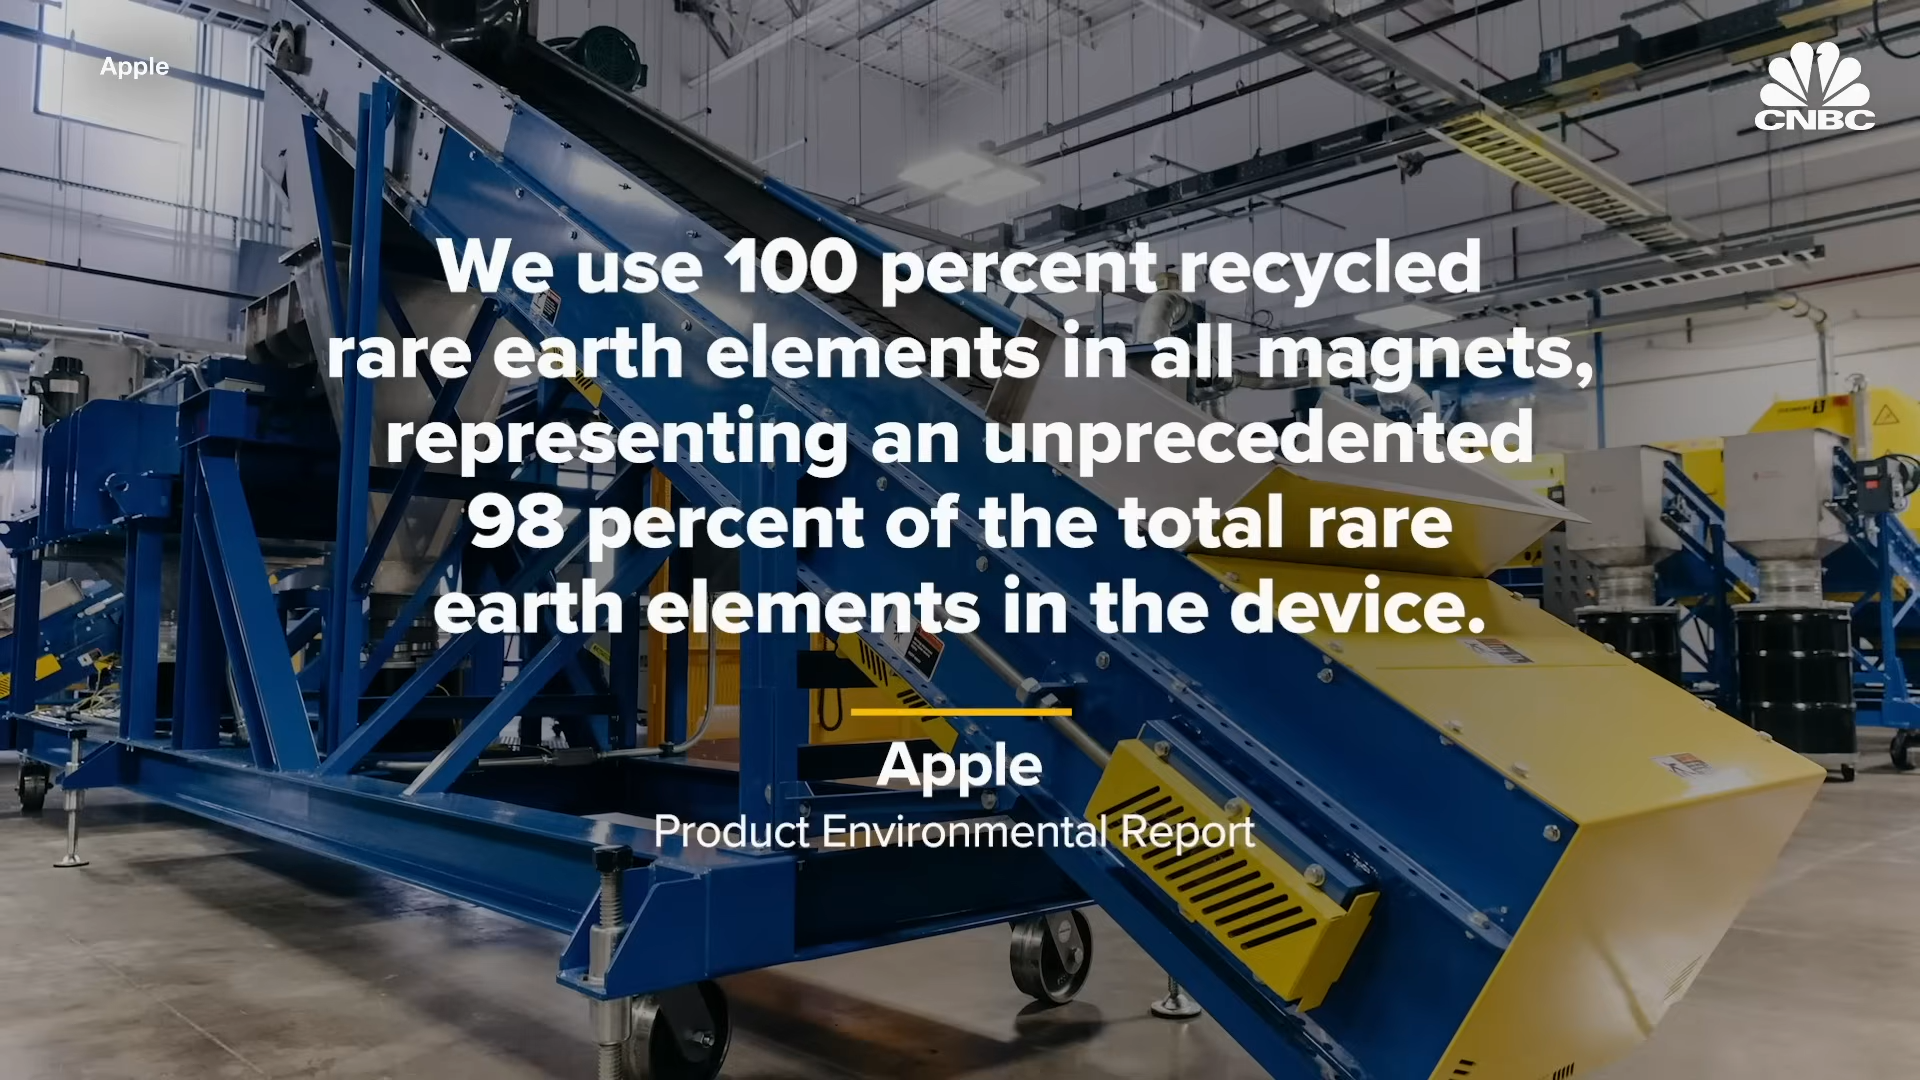 Apple
CNBC
We use 100 percent recycled
rare earth elements in all magnets,
representing an unprecedented
98 percent of the total rare
earth elements in the device.
Apple
Product Environmental Report